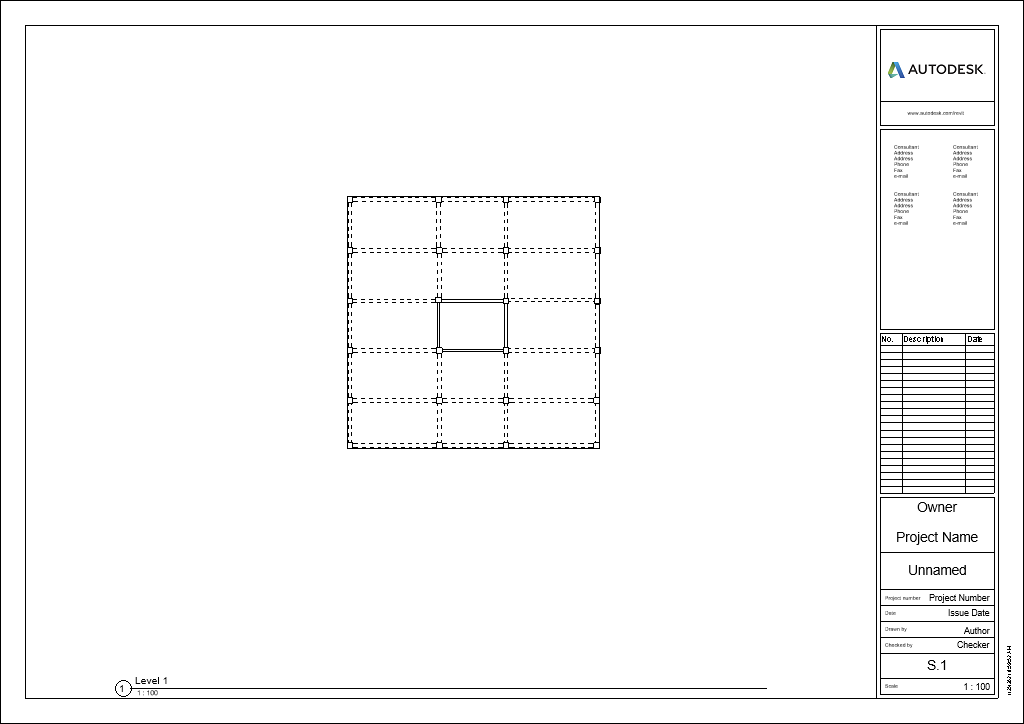 AUTODESK.
www.autodesk.com/revit
Consultant
Address
Address
Phone
Fax
e-mail
Consultant
Address
Address
Phone
Fax
e-mail
Consultant
Address
Address
Phone
Fax
e-mail
Consultant
Address
Address
Phone
Fax
e-mail
No. Description Date
Owner
Project Name
Unnamed
Project number Project Number
Date Issue Date
Drawn by Author
Checked by Checker
S.1
Scale 1 : 100
1 Level 1
1 : 100